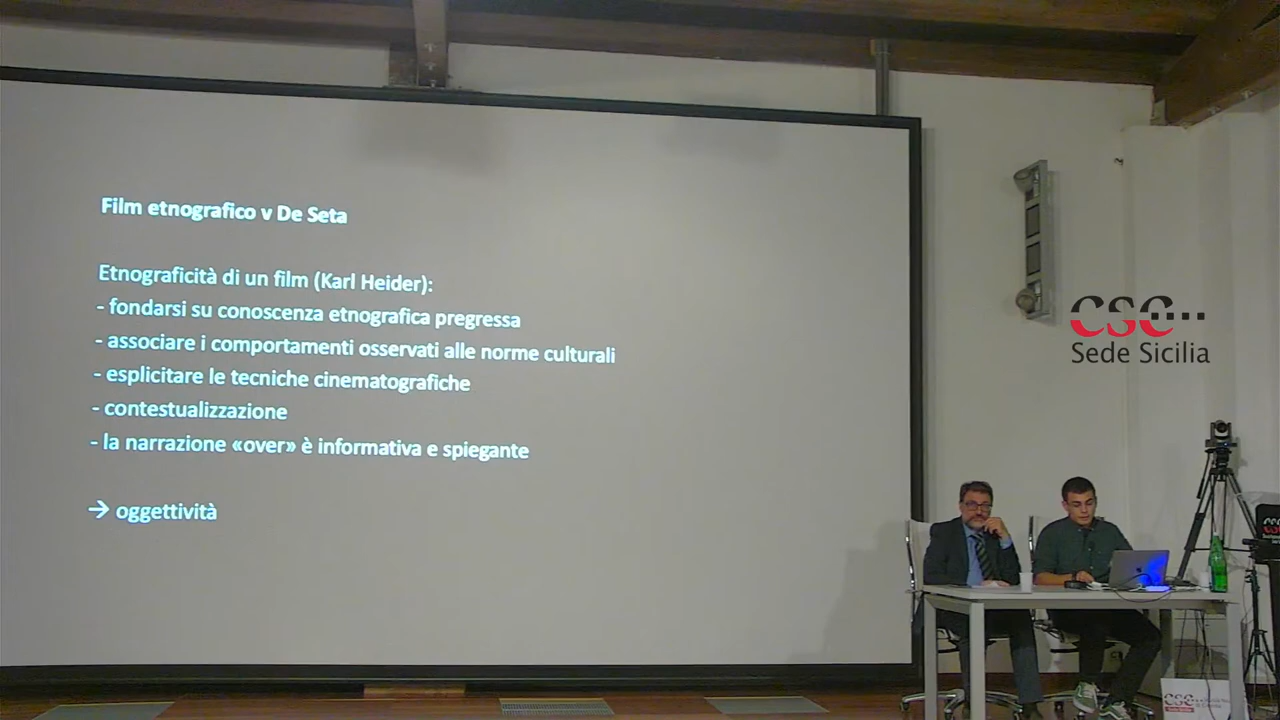 Film etnografico v De Seta
Etnograficità di un film (Karl Heider):
- fondarsi su conoscenza etnografica pregressa
- associare i comportamenti osservati alle norme culturali
- esplicitare le tecniche cinematografiche
- contestualizzazione
- la narrazione «over» è informativa e spiegante
→ oggettività
csc
Sede Sicilia
csc